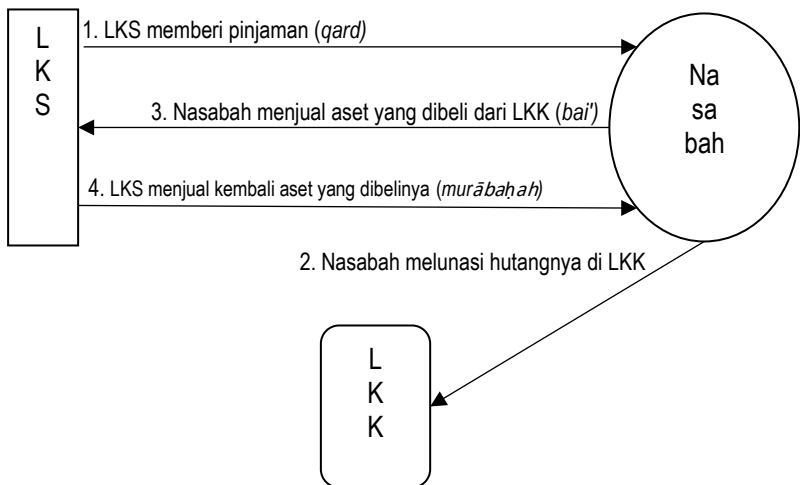 L
K
S
1. LKS memberi pinjaman (qard)
Na
sa
bah
3. Nasabah menjual aset yang dibeli dari LKK (bai')
4. LKS menjual kembali aset yang dibelinya (murābaḥah)
2. Nasabah melunasi hutangnya di LKK
L
K
K